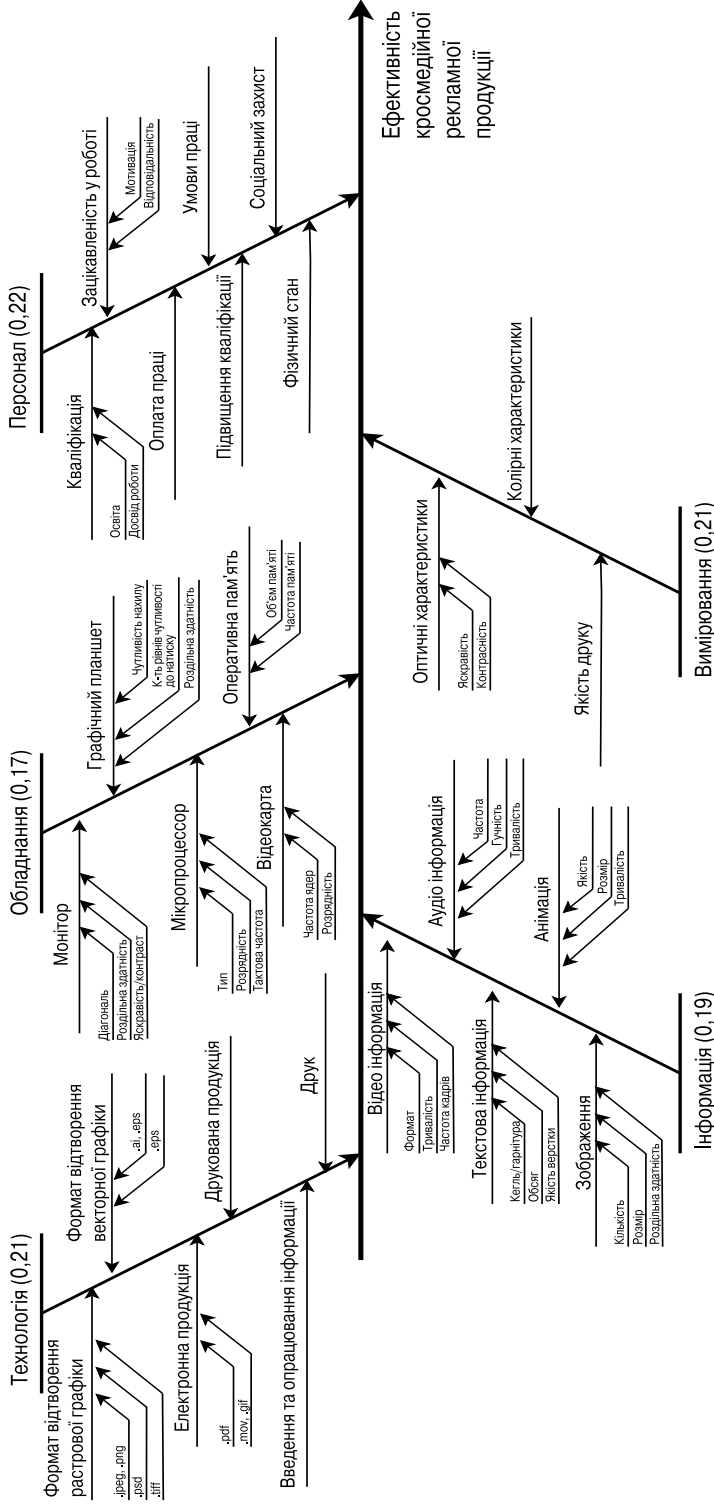 Технологія (0,21)
Формат відтворення
растрової графіки
.jpeg, .png
.psd
.tiff
Формат відтворення
векторної графіки
.ai, .eps
.eps
Електронна продукція
.pdf
.mov, .gif
Друкована продукція
Введення та опрацювання інформації
Друк
Обладнання (0,17)
Монітор
Діагональ
Роздільна здатність
Яскравість/контраст
Графічний планшет
Чутливість нахилу
К-ть рівнів чутливості
до натиску
Роздільна здатність
Мікропроцессор
Тип
Розрядність
Тактова частота
Оперативна пам'ять
Об'єм пам'яті
Частота пам'яті
Відеокарта
Частота ядер
Розрядність
Персонал (0,22)
Кваліфікація
Освіта
Досвід роботи
Зацікавленість у роботі
Мотивація
Відповідальність
Оплата праці
Умови праці
Підвищення кваліфікації
Соціальний захист
Фізичний стан
Ефективність
кросмедійної
рекламної
продукції
Відео інформація
Формат
Тривалість
Частота кадрів
Аудіо інформація
Частота
Гучність
Тривалість
Текстова інформація
Кегль/гарнітура
Обсяг
Якість верстки
Анімація
Якість
Розмір
Тривалість
Зображення
Кількість
Розмір
Роздільна здатність
Інформація (0,19)
Оптичні характеристики
Яскравість
Контрасність
Колірні характеристики
Якість друку
Вимірювання (0,21)